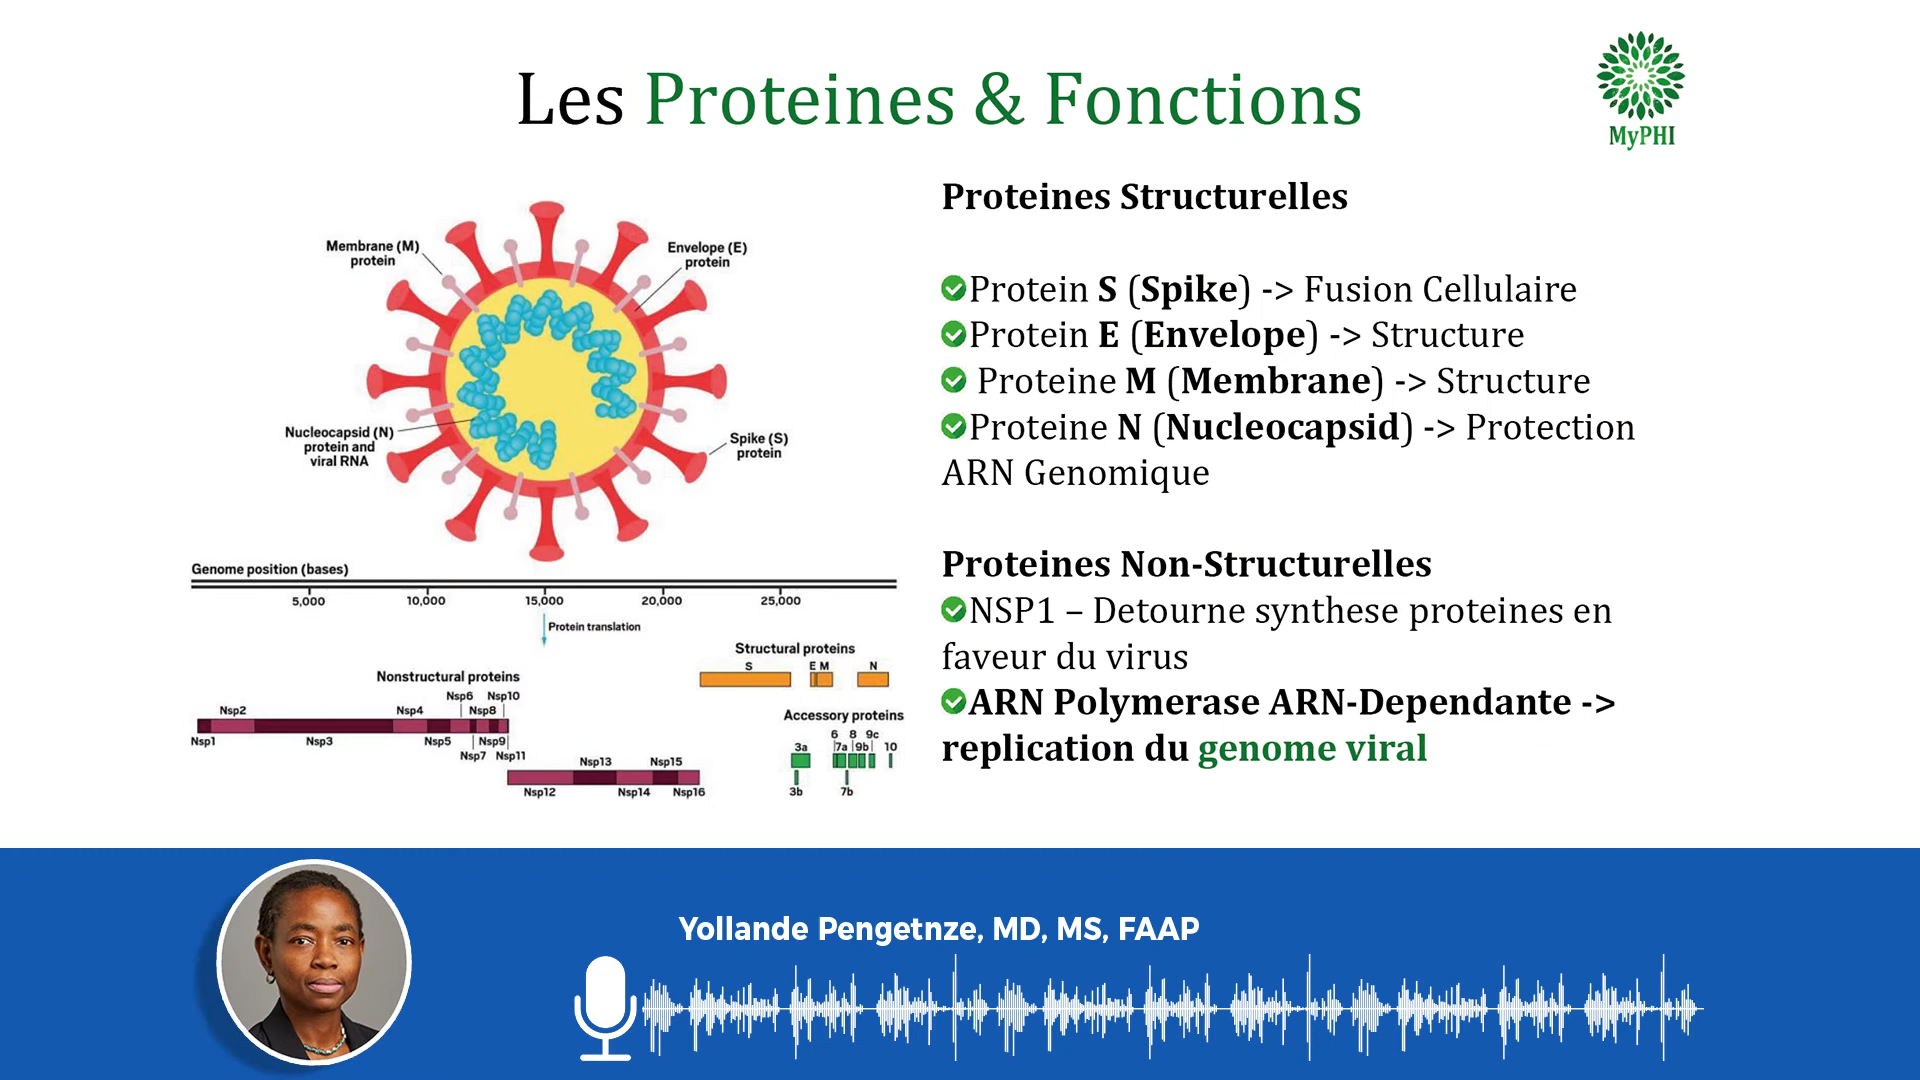 Les Proteines & Fonctions
MyPHI
Membrane (M)
protein
Envelope (E)
protein
Nucleocapsid (N)
protein and
viral RNA
Spike (S)
protein
Genome position (bases)
5,000 10,000 15,000 20,000 25,000
Protein translation
Structural proteins
S E M N
Nonstructural proteins
Nsp6 Nsp10
Nsp2 Nsp4 Nsp8
Nsp1 Nsp3 Nsp5 Nsp9
Nsp7 Nsp11
Nsp13 Nsp15
Nsp12 Nsp14 Nsp16
Accessory proteins
6 8 9c
3a 7a 9b 10
3b 7b
Proteines Structurelles
Protein S (Spike) -> Fusion Cellulaire
Protein E (Envelope) -> Structure
Proteine M (Membrane) -> Structure
Proteine N (Nucleocapsid) -> Protection
ARN Genomique
Proteines Non-Structurelles
NSP1 – Detourne synthese proteines en
faveur du virus
ARN Polymerase ARN-Dependante ->
replication du genome viral
Yollande Pengetnze, MD, MS, FAAP